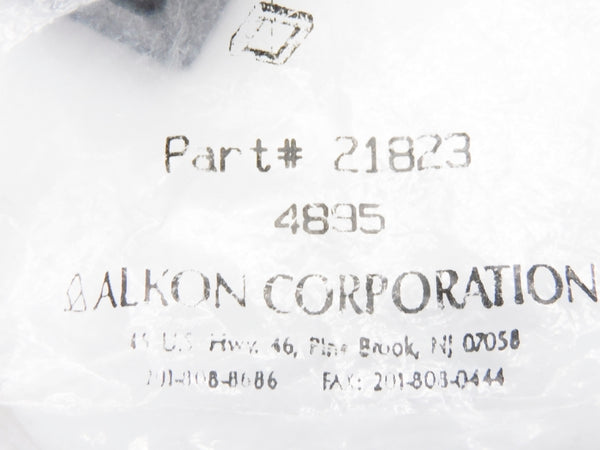 Part# 21823
4895
ALKON CORPORATION
U.S. Hwy. 46, Pine Brook, NJ 07058
201-808-8686 FAX: 201-808-0444